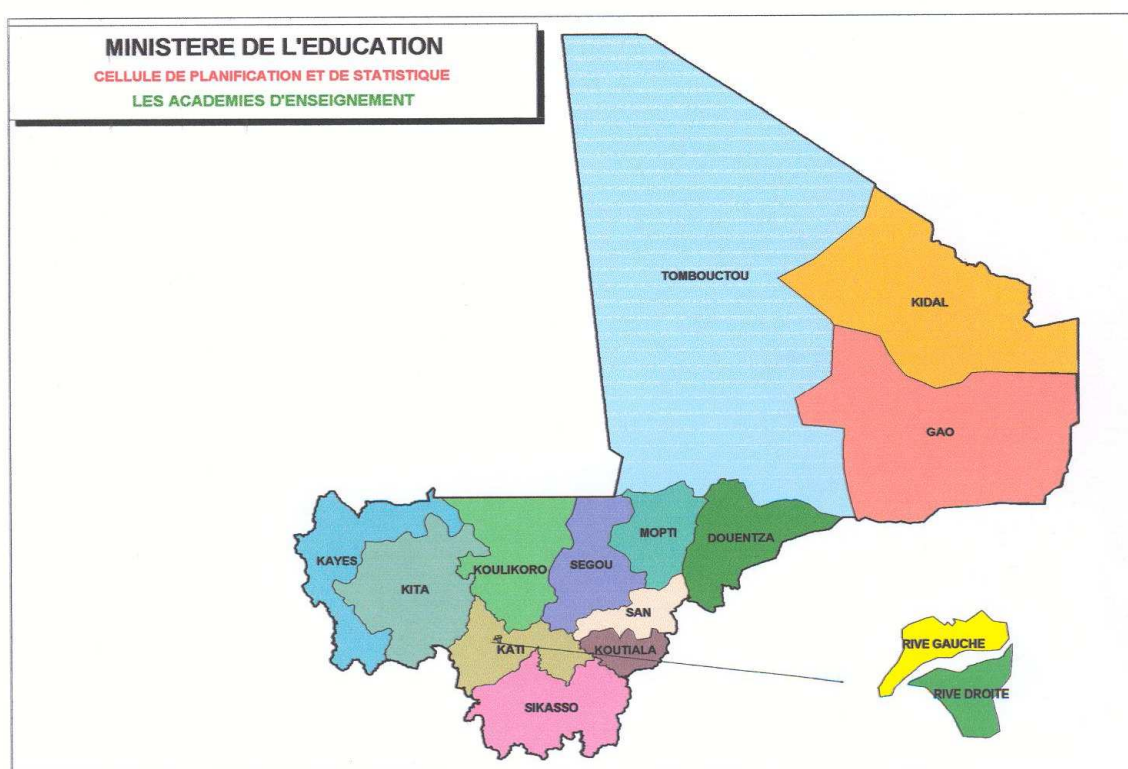 MINISTERE DE L'EDUCATION
CELLULE DE PLANIFICATION ET DE STATISTIQUE
LES ACADEMIES D'ENSEIGNEMENT
TOMBOUCTOU
KIDAL
GAO
MOPTI
DOUENTZA
KAYES
KOULIKORO
SEGOU
KITA
SAN
KATI
KOUTIALA
RIVE GAUCHE
RIVE DROITE
SIKASSO